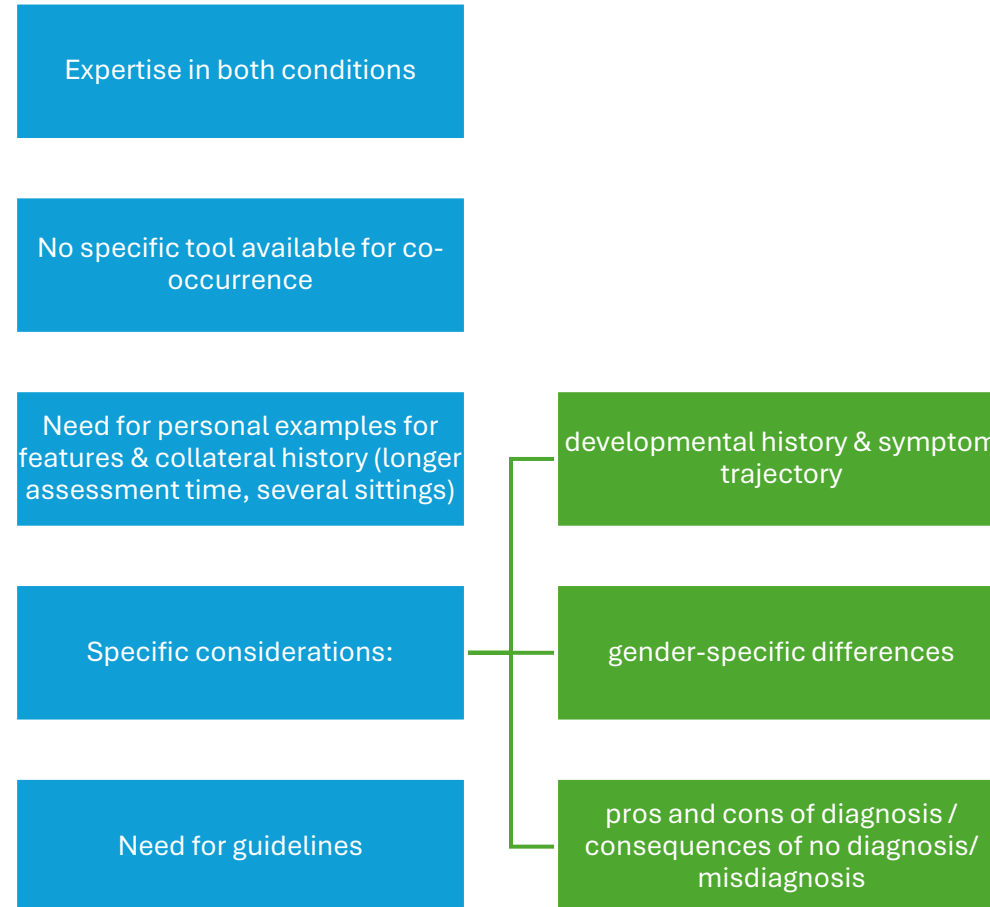 Expertise in both conditions
No specific tool available for co-
occurrence
Need for personal examples for
features & collateral history (longer
assessment time, several sittings)
developmental history & symptom
trajectory
Specific considerations:
gender-specific differences
Need for guidelines
pros and cons of diagnosis /
consequences of no diagnosis/
misdiagnosis